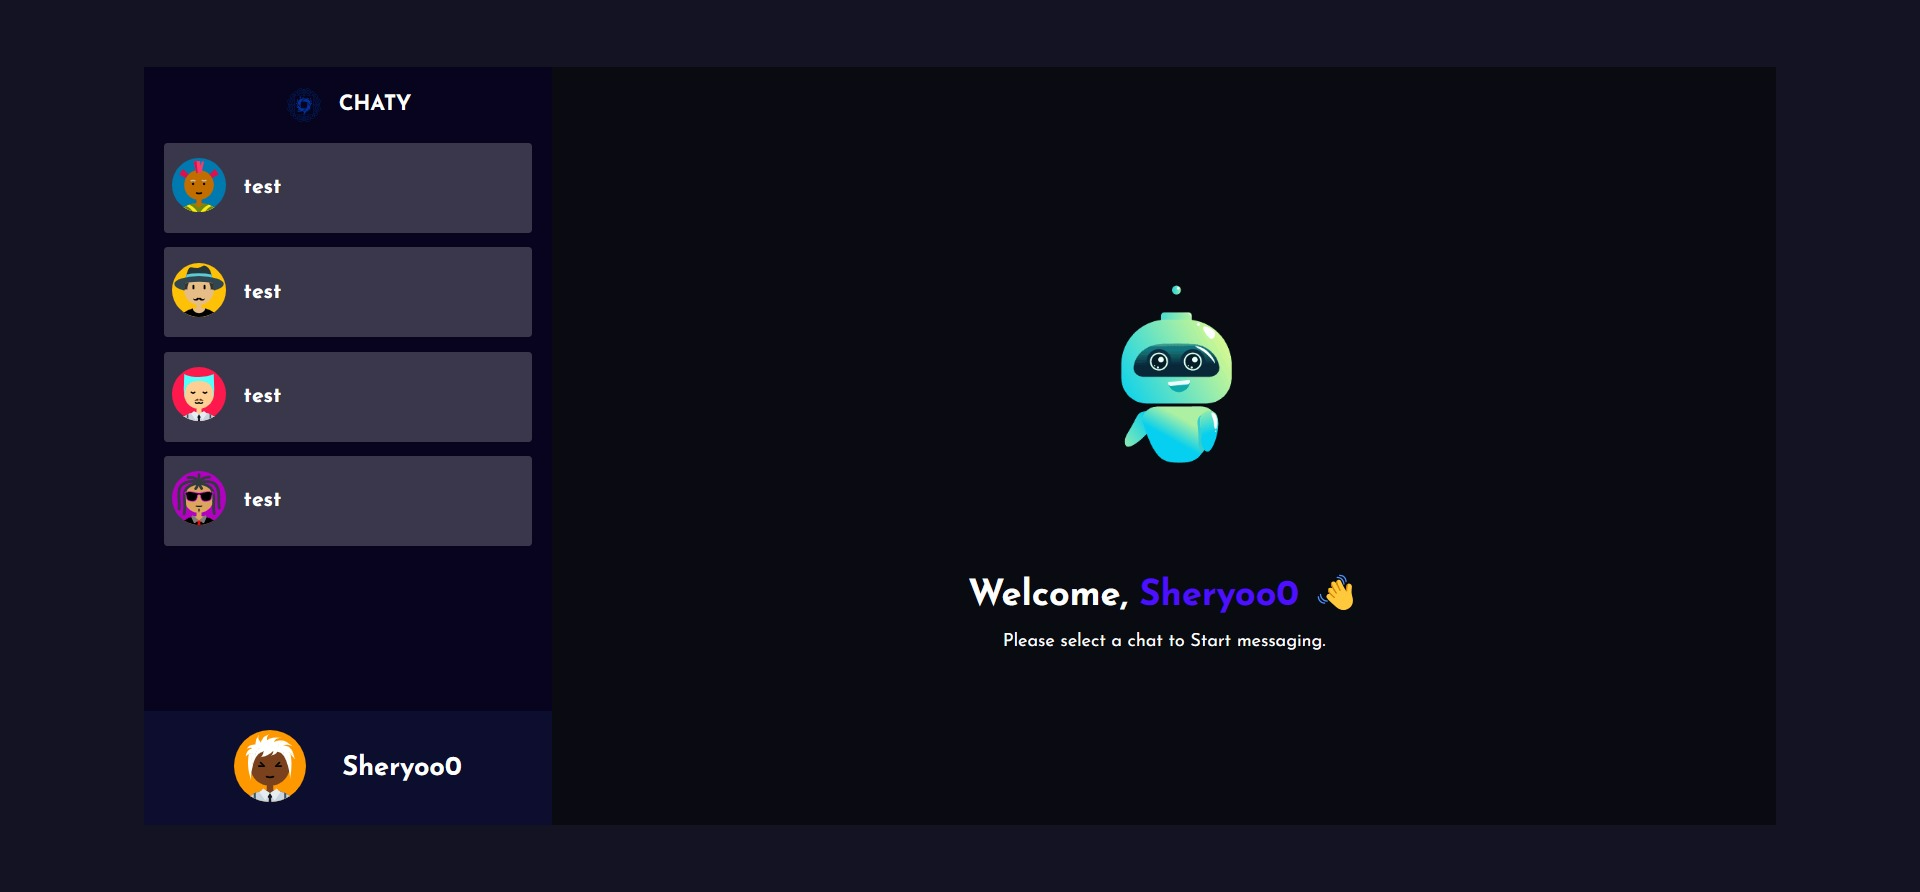 CHATY
test
test
test
test
Sheryoo0
Welcome, Sheryoo0 👋
Please select a chat to Start messaging.